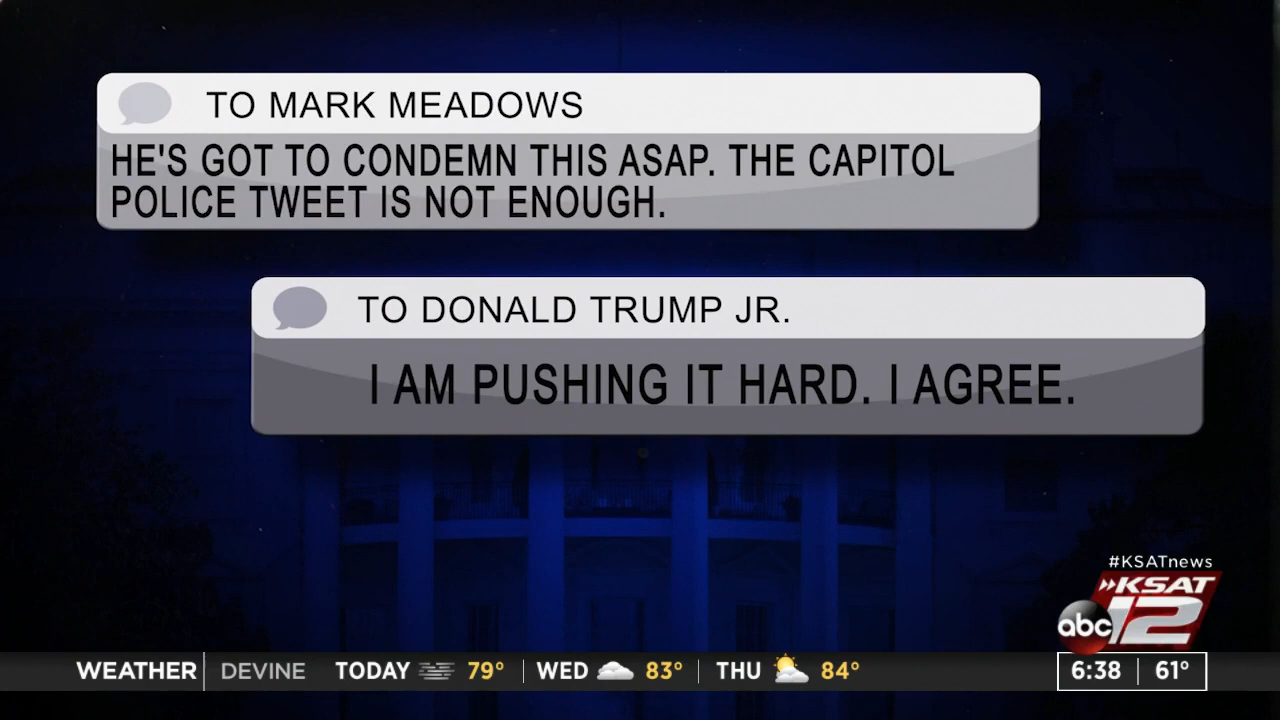 TO MARK MEADOWS
HE'S GOT TO CONDEMN THIS ASAP. THE CAPITOL
POLICE TWEET IS NOT ENOUGH.
TO DONALD TRUMP JR.
I AM PUSHING IT HARD. I AGREE.
#KSATnews
KSAT
abc 12
WEATHER DEVINE TODAY 79° WED 83° THU 84° 6:38 61°